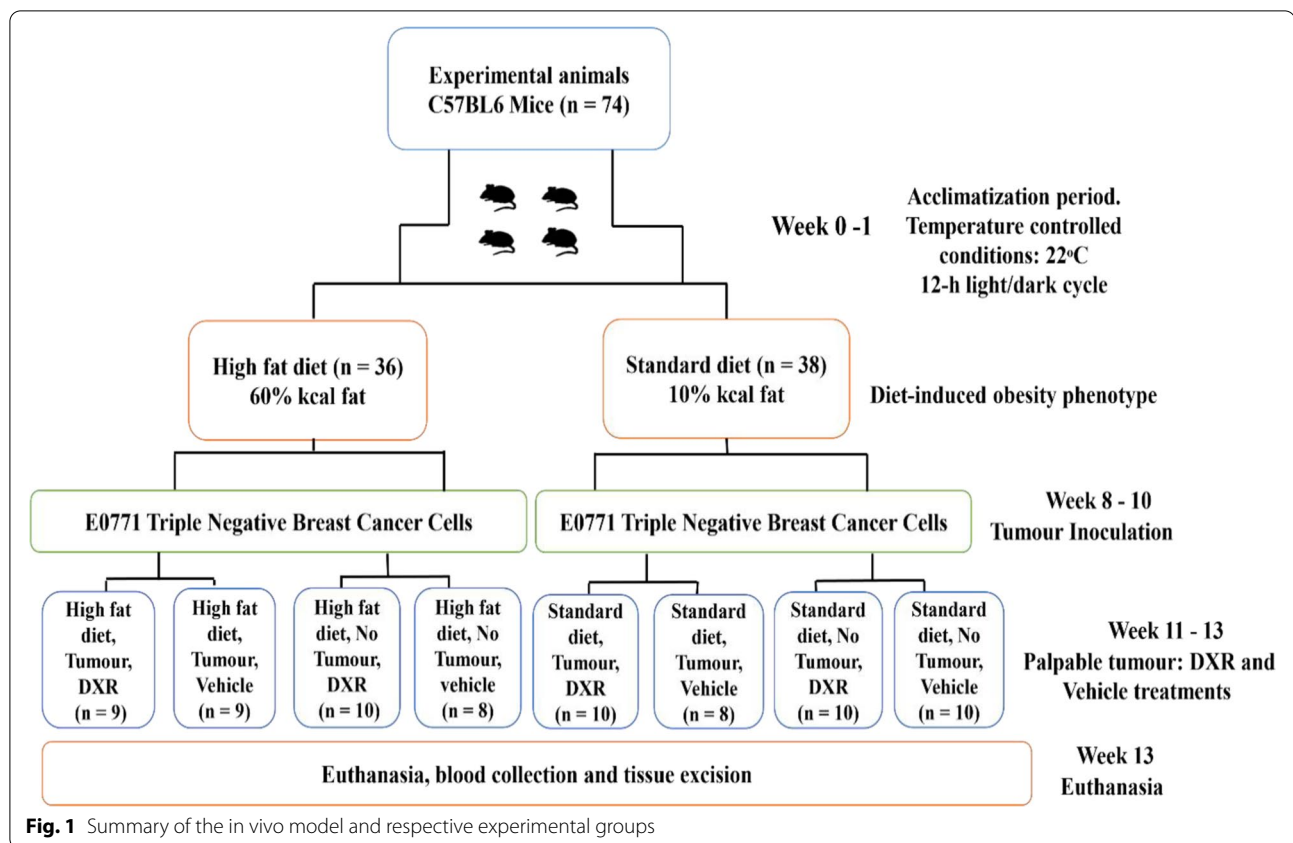 Experimental animals
C57BL6 Mice (n = 74)
Week 0 -1
Acclimatization period.
Temperature controlled
conditions: 22°C
12-h light/dark cycle
High fat diet (n = 36)
60% kcal fat
Standard diet (n = 38)
10% kcal fat
Diet-induced obesity phenotype
E0771 Triple Negative Breast Cancer Cells
E0771 Triple Negative Breast Cancer Cells
Week 8 - 10
Tumour Inoculation
High fat
diet,
Tumour,
DXR
(n = 9)
High fat
diet,
Tumour,
Vehicle
(n = 9)
High fat
diet, No
Tumour,
DXR
(n = 10)
High fat
diet, No
Tumour,
vehicle
(n = 8)
Standard
diet,
Tumour,
DXR
(n = 10)
Standard
diet,
Tumour,
Vehicle
(n = 8)
Standard
diet, No
Tumour,
DXR
(n = 10)
Standard
diet, No
Tumour,
Vehicle
(n = 10)
Week 11 - 13
Palpable tumour: DXR and
Vehicle treatments
Euthanasia, blood collection and tissue excision
Week 13
Euthanasia
Fig. 1 Summary of the in vivo model and respective experimental groups